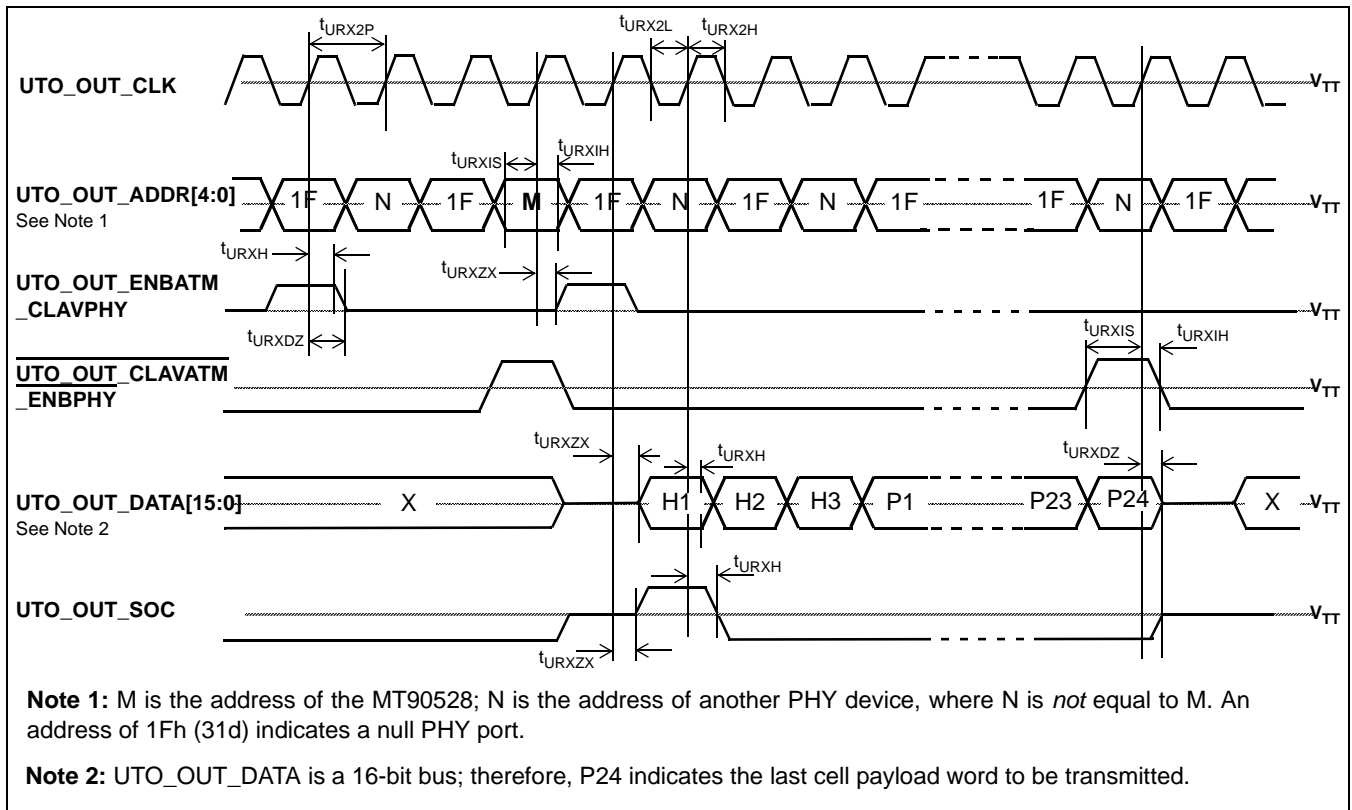 tURX2P tURX2L tURX2H
UTO_OUT_CLK VTT
tURXIS tURXIH
UTO_OUT_ADDR[4:0] 1F N 1F M 1F N 1F N 1F 1F N 1F VTT
See Note 1
tURXH tURXZX
UTO_OUT_ENBATM
_CLAVPHY VTT
tURXDZ tURXIS tURXIH
UTO_OUT_CLAVATM
_ENBPHY VTT
tURXZX tURXH tURXDZ
UTO_OUT_DATA[15:0] X H1 H2 H3 P1 P23 P24 X VTT
See Note 2
tURXH
UTO_OUT_SOC VTT
tURXZX
Note 1: M is the address of the MT90528; N is the address of another PHY device, where N is not equal to M. An
address of 1Fh (31d) indicates a null PHY port.
Note 2: UTO_OUT_DATA is a 16-bit bus; therefore, P24 indicates the last cell payload word to be transmitted.